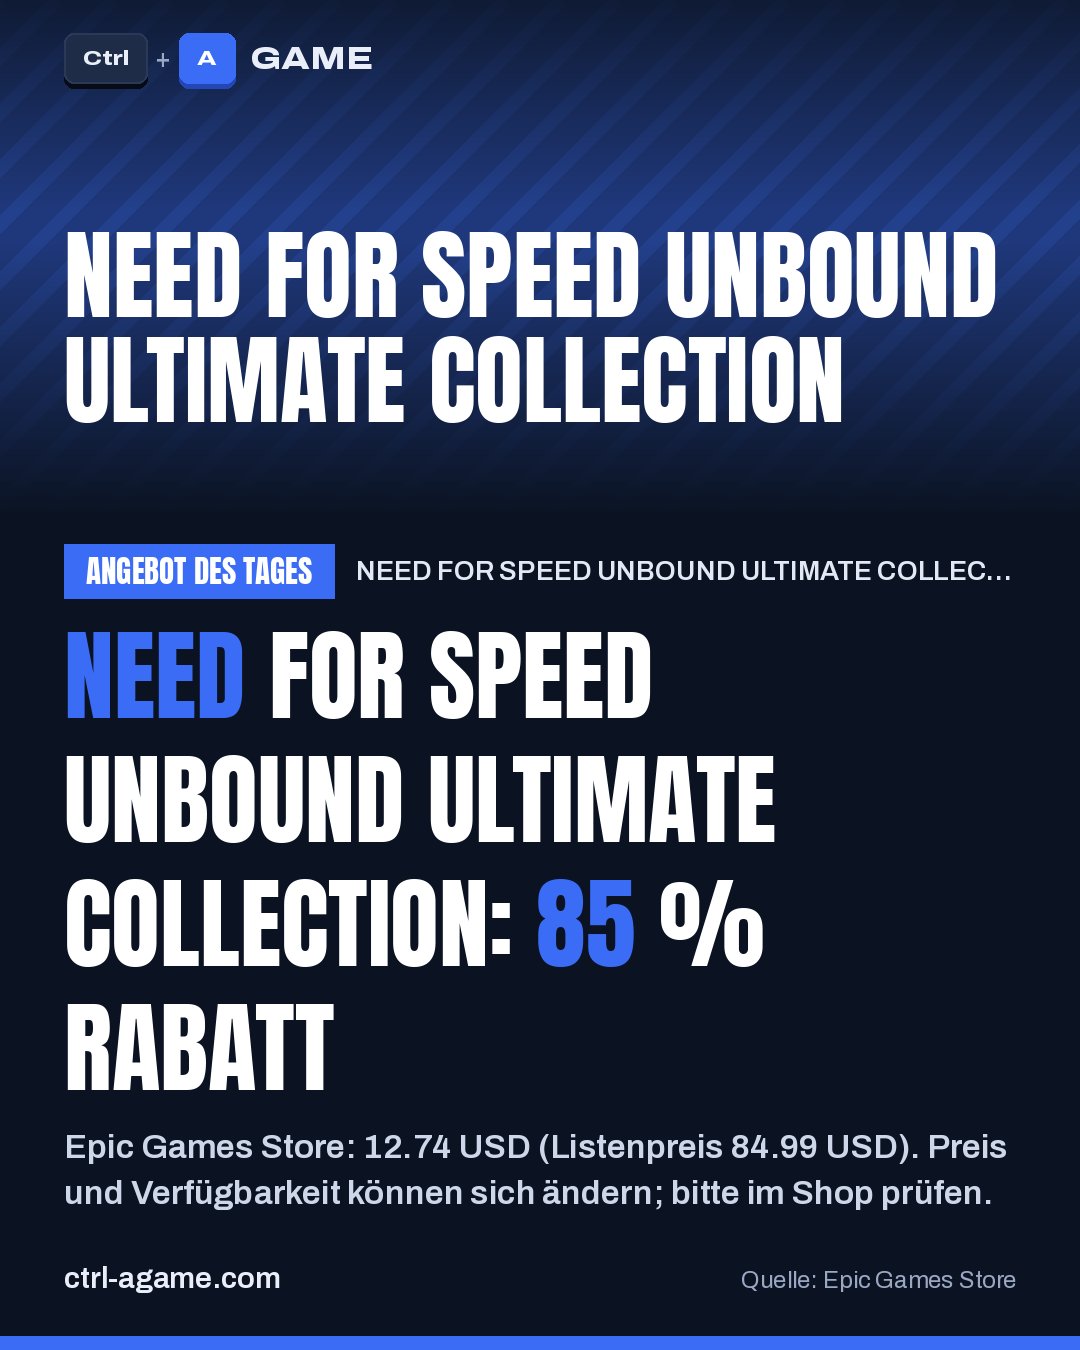 Ctrl + A GAME
NEED FOR SPEED UNBOUND
ULTIMATE COLLECTION
ANGEBOT DES TAGES NEED FOR SPEED UNBOUND ULTIMATE COLLEC...
NEED FOR SPEED
UNBOUND ULTIMATE
COLLECTION: 85 %
RABATT
Epic Games Store: 12.74 USD (Listenpreis 84.99 USD). Preis
und Verfügbarkeit können sich ändern; bitte im Shop prüfen.
ctrl-agame.com Quelle: Epic Games Store